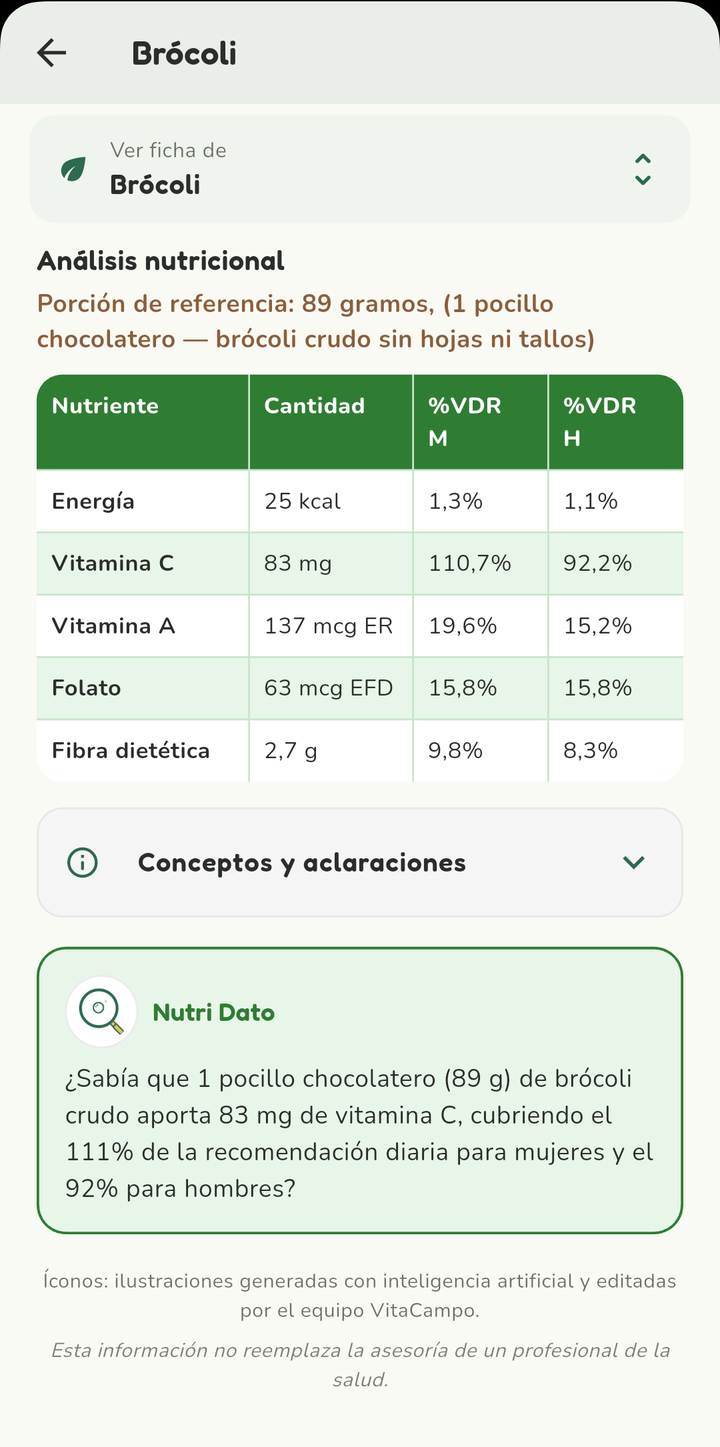 Brócoli
Ver ficha de
Brócoli
Análisis nutricional
Porción de referencia: 89 gramos, (1 pocillo
chocolatero — brócoli crudo sin hojas ni tallos)
Nutriente Cantidad %VDR M %VDR H
Energía 25 kcal 1,3% 1,1%
Vitamina C 83 mg 110,7% 92,2%
Vitamina A 137 mcg ER 19,6% 15,2%
Folato 63 mcg EFD 15,8% 15,8%
Fibra dietética 2,7 g 9,8% 8,3%
Conceptos y aclaraciones
Nutri Dato
¿Sabía que 1 pocillo chocolatero (89 g) de brócoli
crudo aporta 83 mg de vitamina C, cubriendo el
111% de la recomendación diaria para mujeres y el
92% para hombres?
Íconos: ilustraciones generadas con inteligencia artificial y editadas
por el equipo VitaCampo.
Esta información no reemplaza la asesoría de un profesional de la
salud.